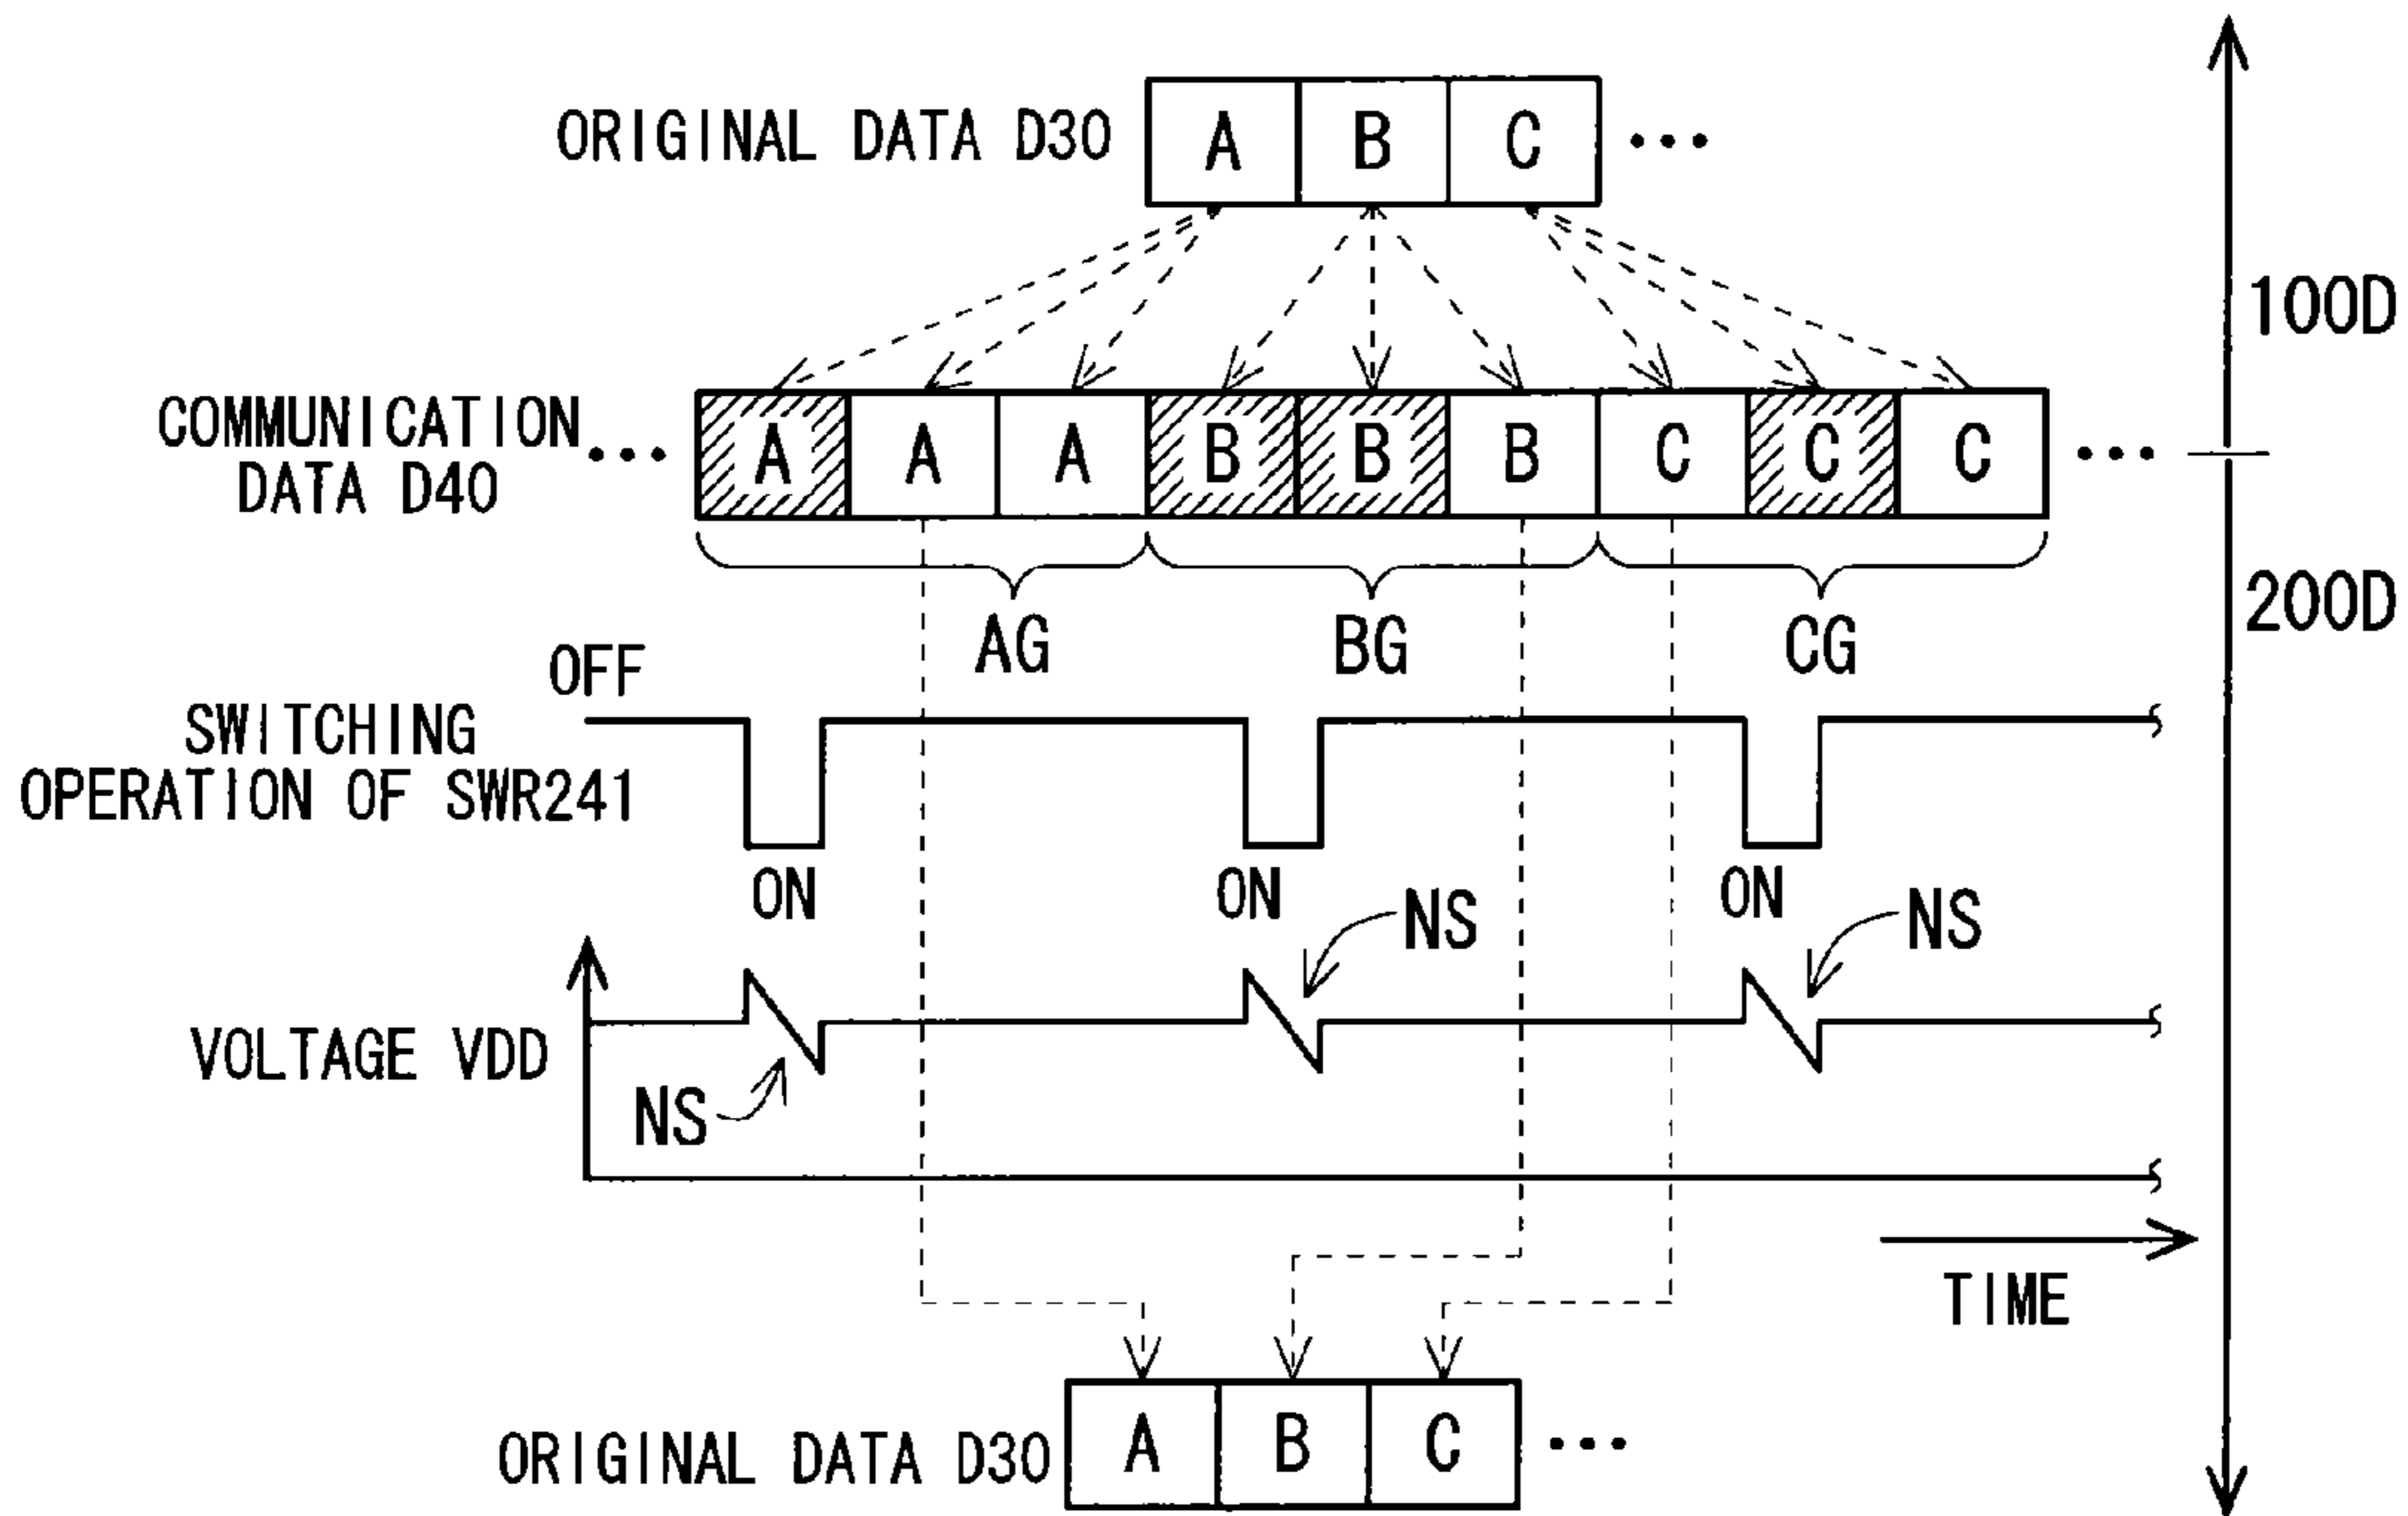 ORIGINAL DATA D30 A B C •••
100D
COMMUNICATION
DATA D40
••• A A A B B B C C C •••
200D
AG BG CG
OFF
SWITCHING
OPERATION OF SWR241
ON ON ON
NS NS
VOLTAGE VDD
NS
TIME
ORIGINAL DATA D30 A B C •••